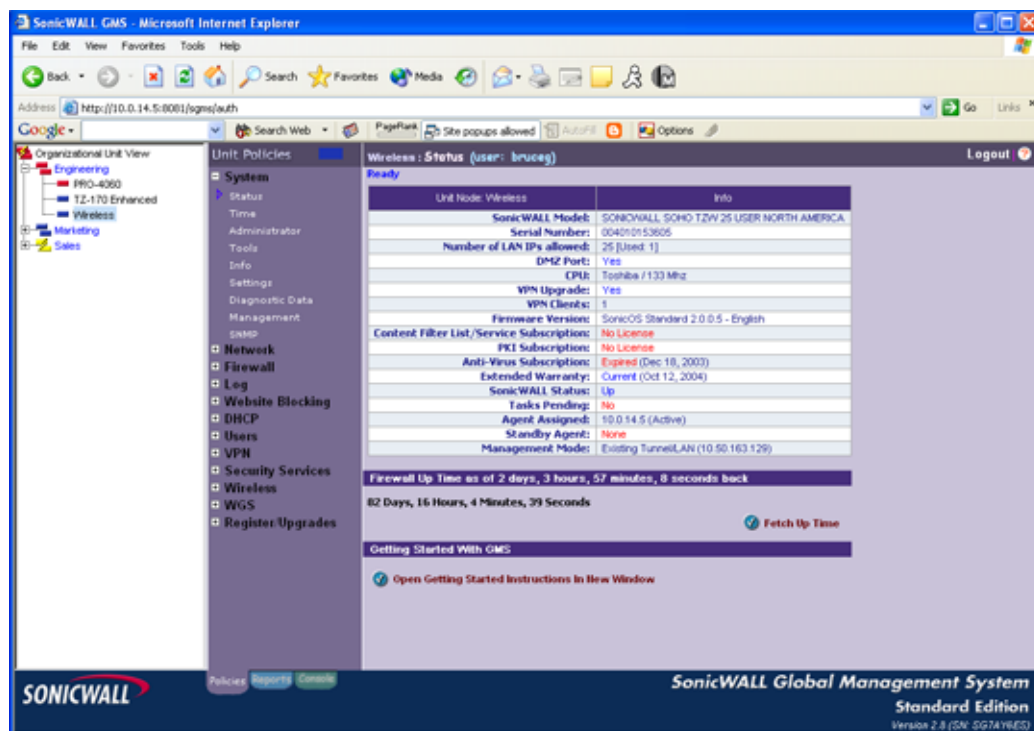 SonicWALL GMS - Microsoft Internet Explorer
File Edit View Favorites Tools Help
Back Search Favorites Media
Address http://10.0.14.5:8081/sgms/auth Go Links
Google Search Web PageRank Site popups allowed AutoFill Options
Organizational Unit View
Engineering
PRO-4060
TZ-170 Enhanced
Wireless
Marketing
Sales
Unit Policies
System
Status
Time
Administrator
Tools
Info
Settings
Diagnostic Data
Management
SNMP
Network
Firewall
Log
Website Blocking
DHCP
Users
VPN
Security Services
Wireless
WGS
Register/Upgrades
Wireless : Status (user: bruceg) Logout
Ready
Unit Node: Wireless Info
SonicWALL Model: SONICWALL SOHO TZW 25 USER NORTH AMERICA
Serial Number: 004010153605
Number of LAN IPs allowed: 25 [Used: 1]
DMZ Port: Yes
CPU: Toshiba / 133 Mhz
VPN Upgrade: Yes
VPN Clients: 1
Firmware Version: SonicOS Standard 2.0.0.5 - English
Content Filter List/Service Subscription: No License
PKI Subscription: No License
Anti-Virus Subscription: Expired (Dec 18, 2003)
Extended Warranty: Current (Oct 12, 2004)
SonicWALL Status: Up
Tasks Pending: No
Agent Assigned: 10.0.14.5 (Active)
Standby Agent: None
Management Mode: Existing Tunnel/LAN (10.50.163.129)
Firewall Up Time as of 2 days, 3 hours, 57 minutes, 8 seconds back
82 Days, 16 Hours, 4 Minutes, 39 Seconds
Fetch Up Time
Getting Started With GMS
Open Getting Started Instructions In New Window
Policies Reports Console
SONICWALL
SonicWALL Global Management System
Standard Edition
Version 2.8